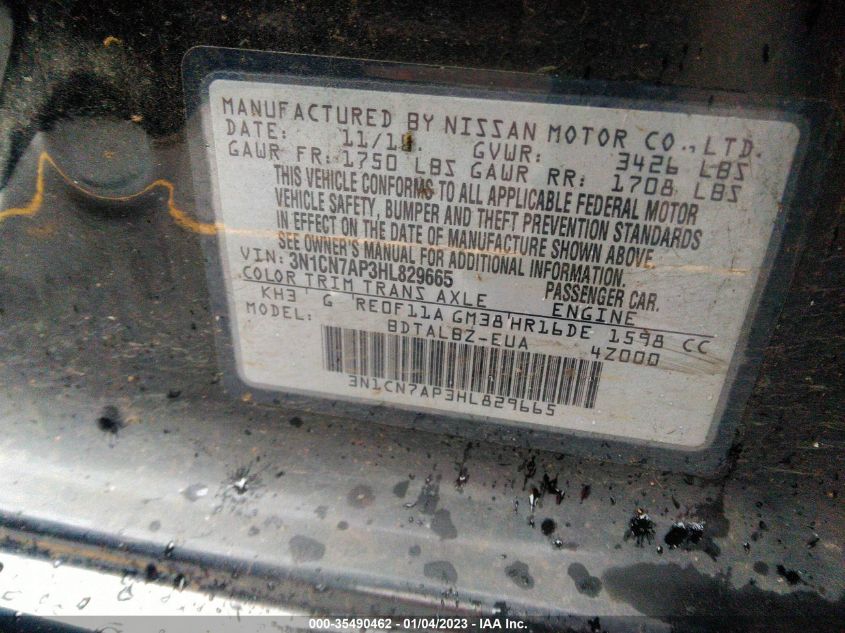 MANUFACTURED BY NISSAN MOTOR CO., LTD.
DATE: 11/1 GVWR: 3426 LBS
GAWR FR: 1750 LBS GAWR RR: 1708 LBS
THIS VEHICLE CONFORMS TO ALL APPLICABLE FEDERAL MOTOR
VEHICLE SAFETY, BUMPER AND THEFT PREVENTION STANDARDS
IN EFFECT ON THE DATE OF MANUFACTURE SHOWN ABOVE.
SEE OWNER'S MANUAL FOR ADDITIONAL INFORMATION.
VIN: 3N1CN7AP3HL829665 PASSENGER CAR.
COLOR TRIM TRANS AXLE ENGINE
KH3 G RE0F11A GM38 HR16DE 1598 CC
MODEL: BDTALBZ-EUA 4Z000
3N1CN7AP3HL829665
000-35490462 - 01/04/2023 - IAA Inc.